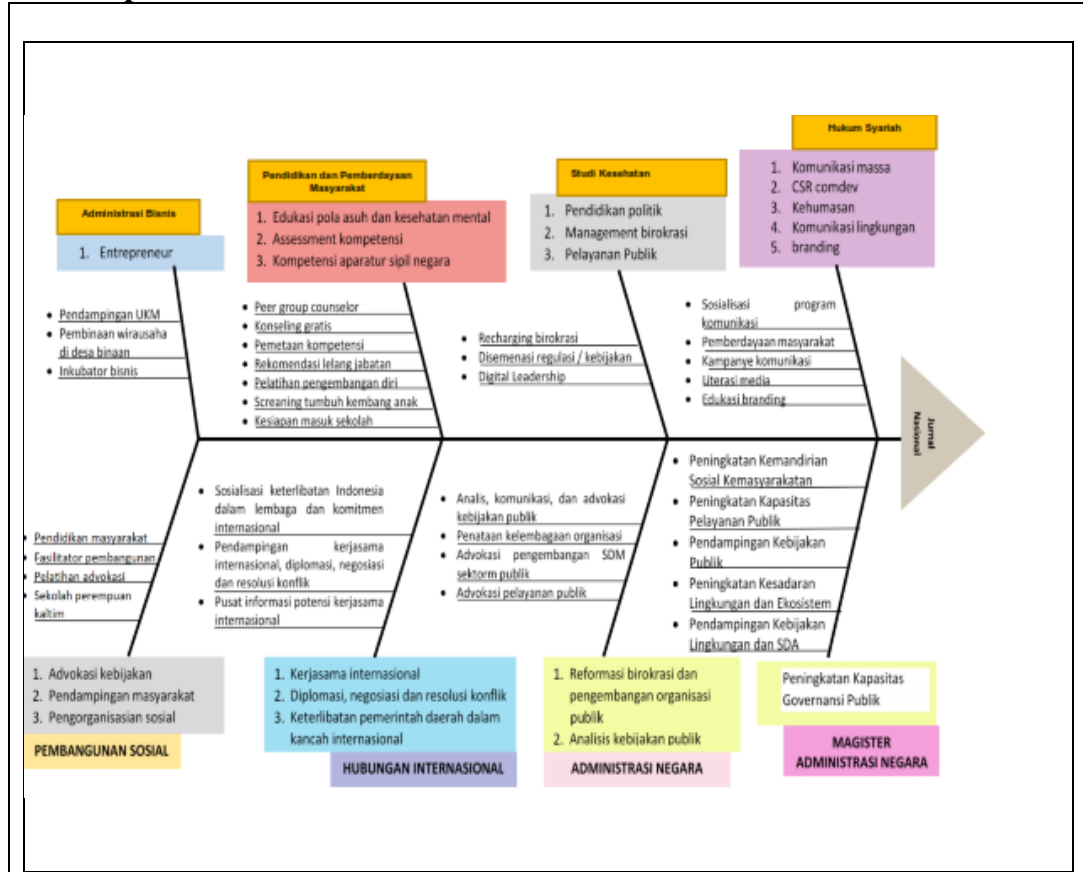 Administrasi Bisnis
1. Entrepreneur
Pendidikan dan Pemberdayaan
Masyarakat
1. Edukasi pola asuh dan kesehatan mental
2. Assessment kompetensi
3. Kompetensi aparatur sipil negara
Studi Kesehatan
1. Pendidikan politik
2. Management birokrasi
3. Pelayanan Publik
Hukum Syariah
1. Komunikasi massa
2. CSR comdev
3. Kehumasan
4. Komunikasi lingkungan
5. branding
• Pendampingan UKM
• Pembinaan wirausaha
di desa binaan
• Inkubator bisnis
• Peer group counselor
• Konseling gratis
• Pemetaan kompetensi
• Rekomendasi lelang jabatan
• Pelatihan pengembangan diri
• Screaning tumbuh kembang anak
• Kesiapan masuk sekolah
• Recharging birokrasi
• Disemenasi regulasi / kebijakan
• Digital Leadership
• Sosialisasi program
komunikasi
• Pemberdayaan masyarakat
• Kampanye komunikasi
• Literasi media
• Edukasi branding
Jurnal
Nasional
• Pendidikan masyarakat
• Fasilitator pembangunan
• Pelatihan advokasi
• Sekolah perempuan
kaltim
• Sosialisasi keterlibatan Indonesia
dalam lembaga dan komitmen
internasional
• Pendampingan kerjasama
internasional, diplomasi, negosiasi
dan resolusi konflik
• Pusat informasi potensi kerjasama
internasional
• Analis, komunikasi, dan advokasi
kebijakan publik
• Penataan kelembagaan organisasi
• Advokasi pengembangan SDM
sektorm publik
• Advokasi pelayanan publik
• Peningkatan Kemandirian
Sosial Kemasyarakatan
• Peningkatan Kapasitas
Pelayanan Publik
• Pendampingan Kebijakan
Publik
• Peningkatan Kesadaran
Lingkungan dan Ekosistem
• Pendampingan Kebijakan
Lingkungan dan SDA
1. Advokasi kebijakan
2. Pendampingan masyarakat
3. Pengorganisasian sosial
PEMBANGUNAN SOSIAL
1. Kerjasama internasional
2. Diplomasi, negosiasi dan resolusi konflik
3. Keterlibatan pemerintah daerah dalam
kancah internasional
HUBUNGAN INTERNASIONAL
1. Reformasi birokrasi dan
pengembangan organisasi
publik
2. Analisis kebijakan publik
ADMINISTRASI NEGARA
Peningkatan Kapasitas
Governansi Publik
MAGISTER
ADMINISTRASI NEGARA